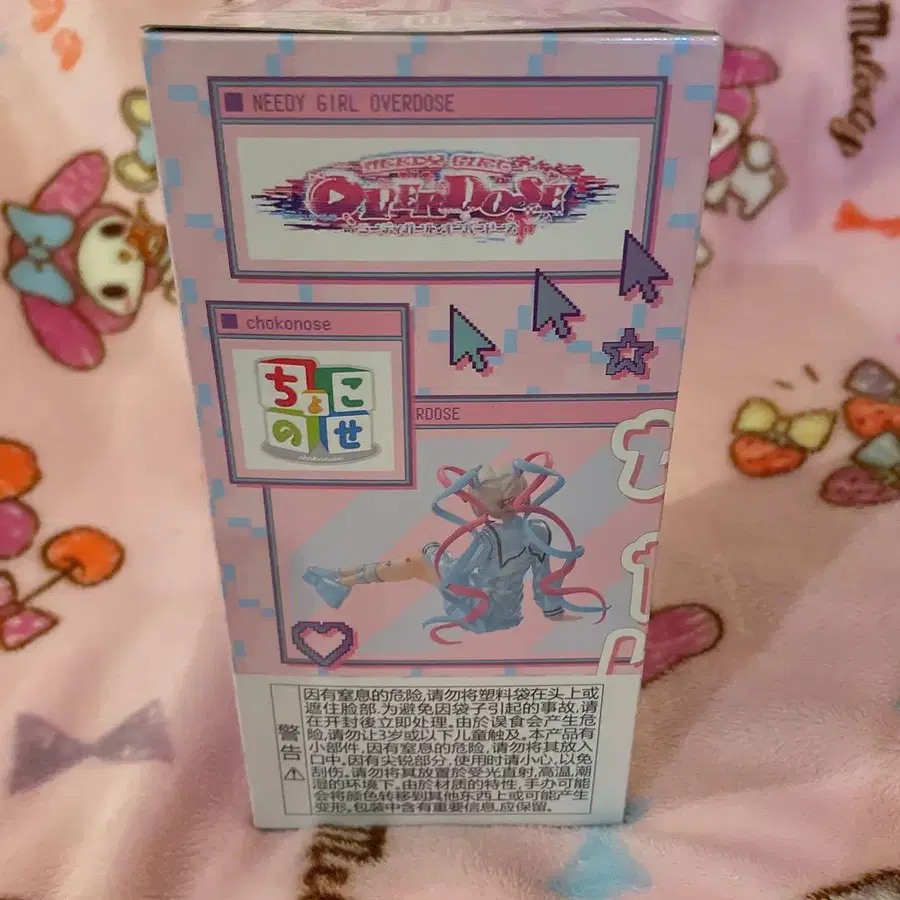 NEEDY GIRL OVERDOSE
NEEDY GIRL
OVERDOSE
chokonose
ちょこ
のせ
chokonose
RDOSE
警告
因有窒息的危险,请勿将塑料袋在头上或
遮住脸部.为避免因袋子引起的事故,请
在开封後立即处理。由於误食会产生危
险,请勿让3岁或以下儿童触及。本产品有
小部件,因有窒息的危险,请勿将其放入
口中。因有尖锐部分,使用时请小心,以免
刮伤。请勿将其放置於受光直射,高温,潮
湿的环境下。由於材质的特性,手办可能
会将颜色转移到其他东西上或可能产生
变形,包装中含有重要信息,应保留。
Melody